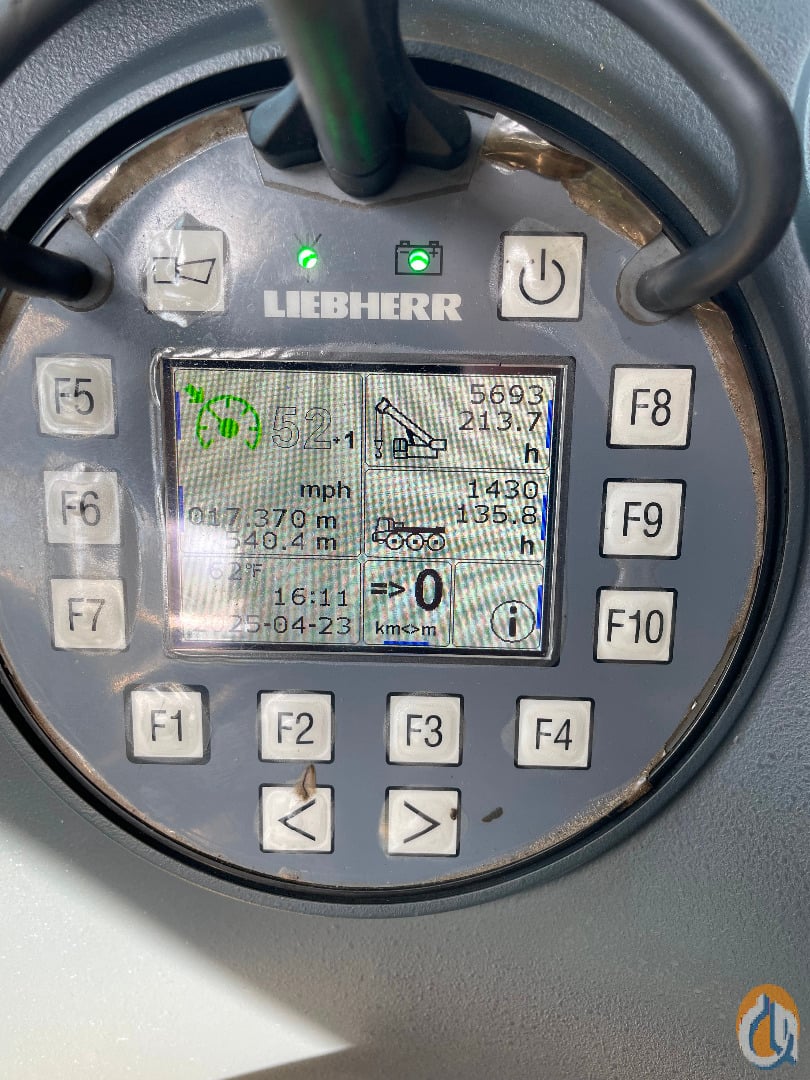 LIEBHERR
F5
F6
F7
52 +1
mph
017.370 m
540.4 m
62°F
16:11
25-04-23
5693
213.7
h
1430
135.8
h
=> 0
km<>m
i
F8
F9
F10
F1
F2
F3
F4
<
>